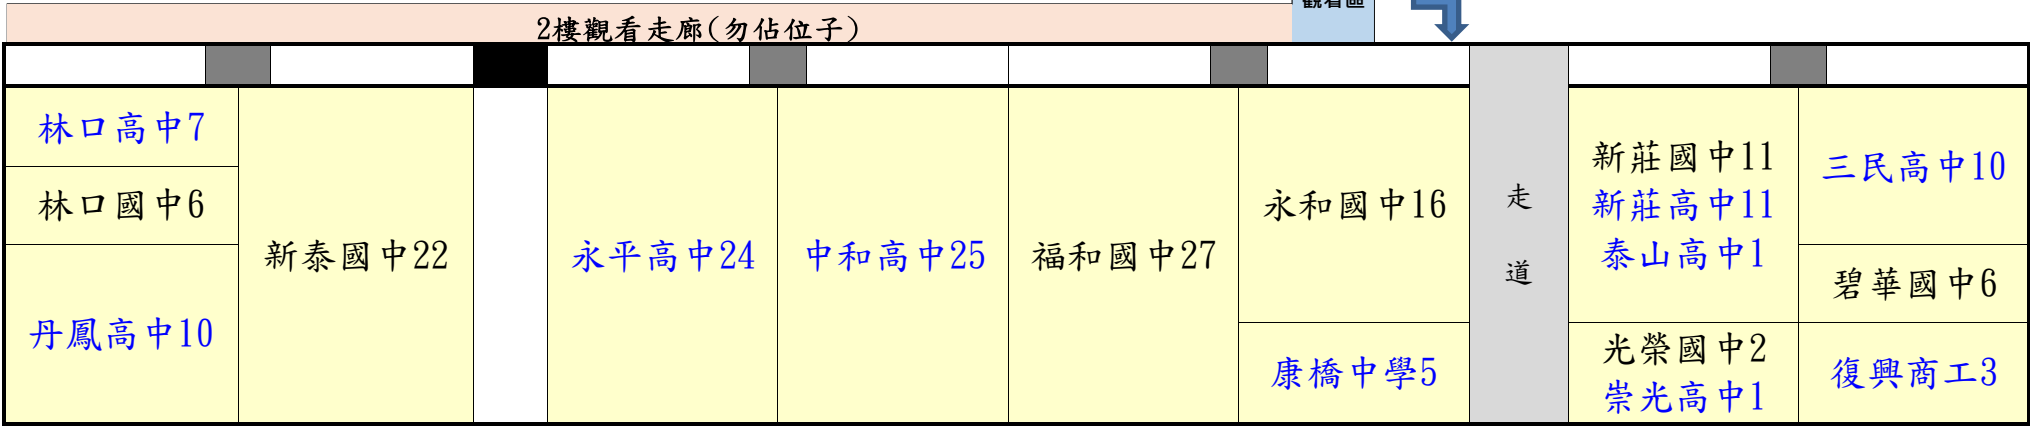 觀看區
2樓觀看走廊(勿佔位子)
林口高中7
林口國中6
丹鳳高中10
新泰國中22
永平高中24
中和高中25
福和國中27
永和國中16
康橋中學5
走
道
新莊國中11
新莊高中11
泰山高中1
光榮國中2
崇光高中1
三民高中10
碧華國中6
復興商工3